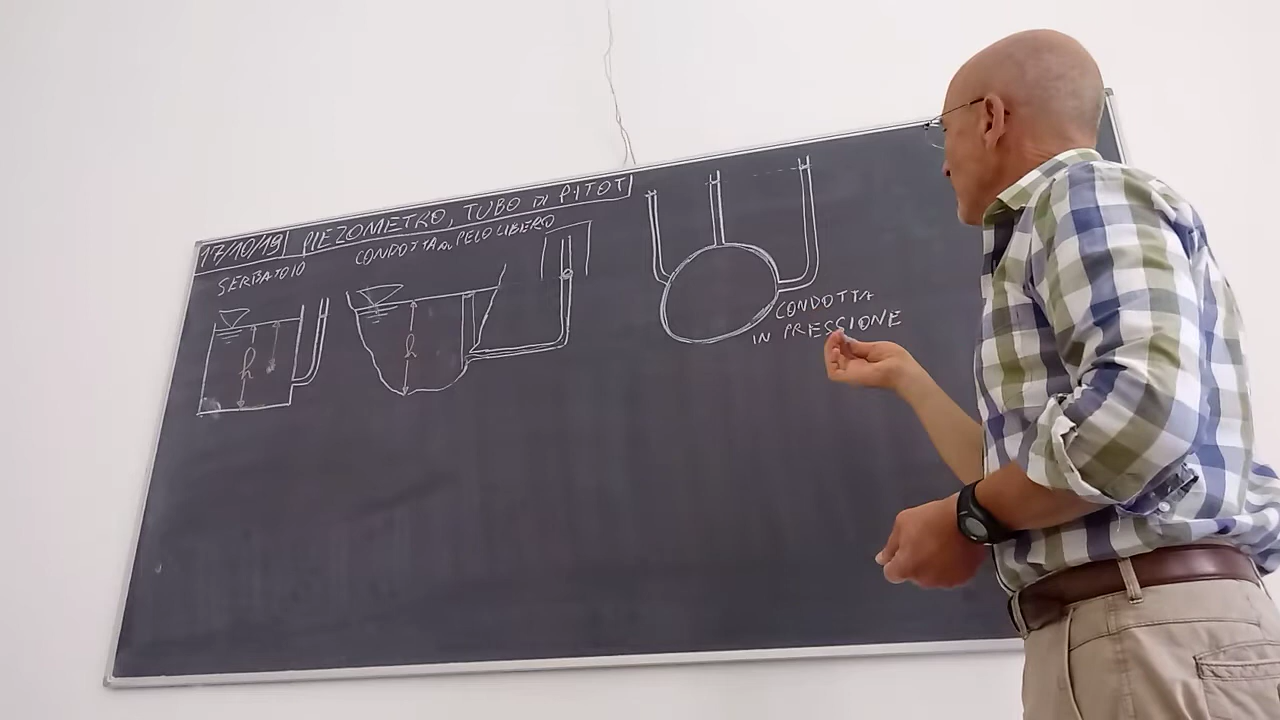 17/10/19 PIEZOMETRO, TUBO DI PITOT
SERBATOIO
CONDOTTA A PELO LIBERO
h
h
CONDOTTA
IN PRESSIONE